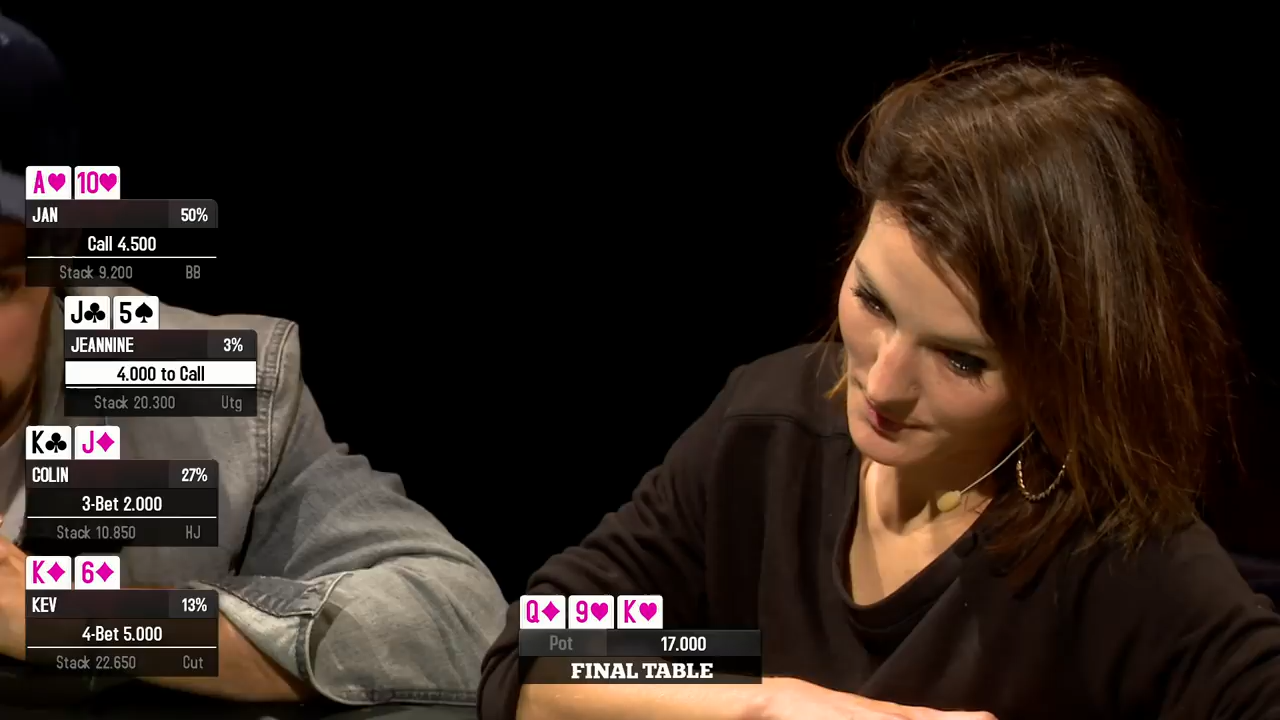 A♥ 10♥
JAN 50%
Call 4.500
Stack 9.200 BB
J♣ 5♠
JEANNINE 3%
4.000 to Call
Stack 20.300 Utg
K♣ J♦
COLIN 27%
3-Bet 2.000
Stack 10.850 HJ
K♦ 6♦
KEV 13%
4-Bet 5.000
Stack 22.650 Cut
Q♦ 9♥ K♥
Pot 17.000
FINAL TABLE